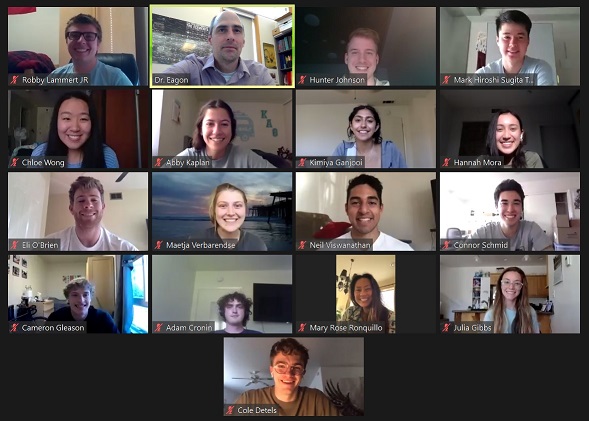 Robby Lammert JR
Dr. Eagon
Hunter Johnson
Mark Hiroshi Sugita T...
Chloe Wong
Abby Kaplan
Kimiya Ganjooi
Hannah Mora
Eli O'Brien
Maetja Verbarendse
Neil Viswanathan
Connor Schmid
Cameron Gleason
Adam Cronin
Mary Rose Ronquillo
Julia Gibbs
Cole Detels